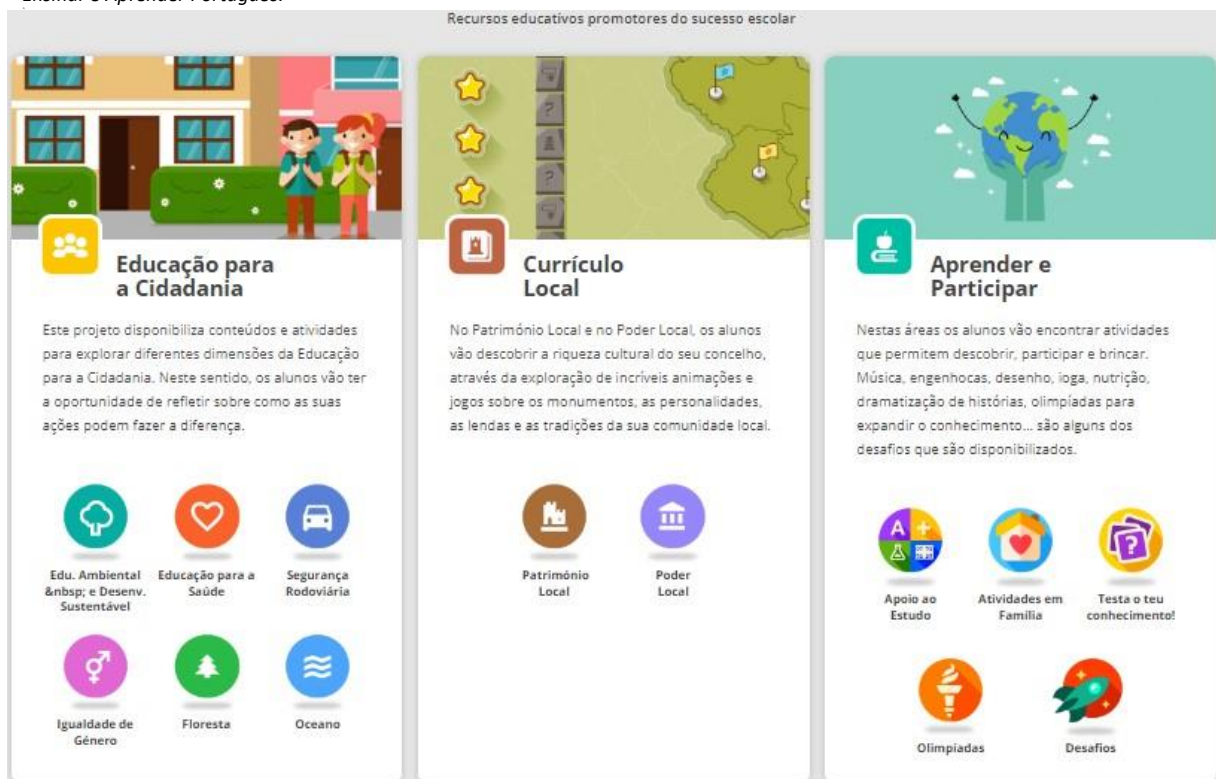 Ensinar e Aprender Português.
Recursos educativos promotores do sucesso escolar
Educação para
a Cidadania
Este projeto disponibiliza conteúdos e atividades
para explorar diferentes dimensões da Educação
para a Cidadania. Neste sentido, os alunos vão ter
a oportunidade de refletir sobre como as suas
ações podem fazer a diferença.
Edu. Ambiental
&nbsp; e Desenv.
Sustentável
Educação para a
Saúde
Segurança
Rodoviária
Igualdade de
Género
Floresta
Oceano
Currículo
Local
No Património Local e no Poder Local, os alunos
vão descobrir a riqueza cultural do seu concelho,
através da exploração de incríveis animações e
jogos sobre os monumentos, as personalidades,
as lendas e as tradições da sua comunidade local.
Património
Local
Poder
Local
Aprender e
Participar
Nestas áreas os alunos vão encontrar atividades
que permitem descobrir, participar e brincar.
Música, engenhocas, desenho, ioga, nutrição,
dramatização de histórias, olimpíadas para
expandir o conhecimento... são alguns dos
desafios que são disponibilizados.
A
Apoio ao
Estudo
Atividades em
Família
?
Testa o teu
conhecimento!
Olimpíadas
Desafios